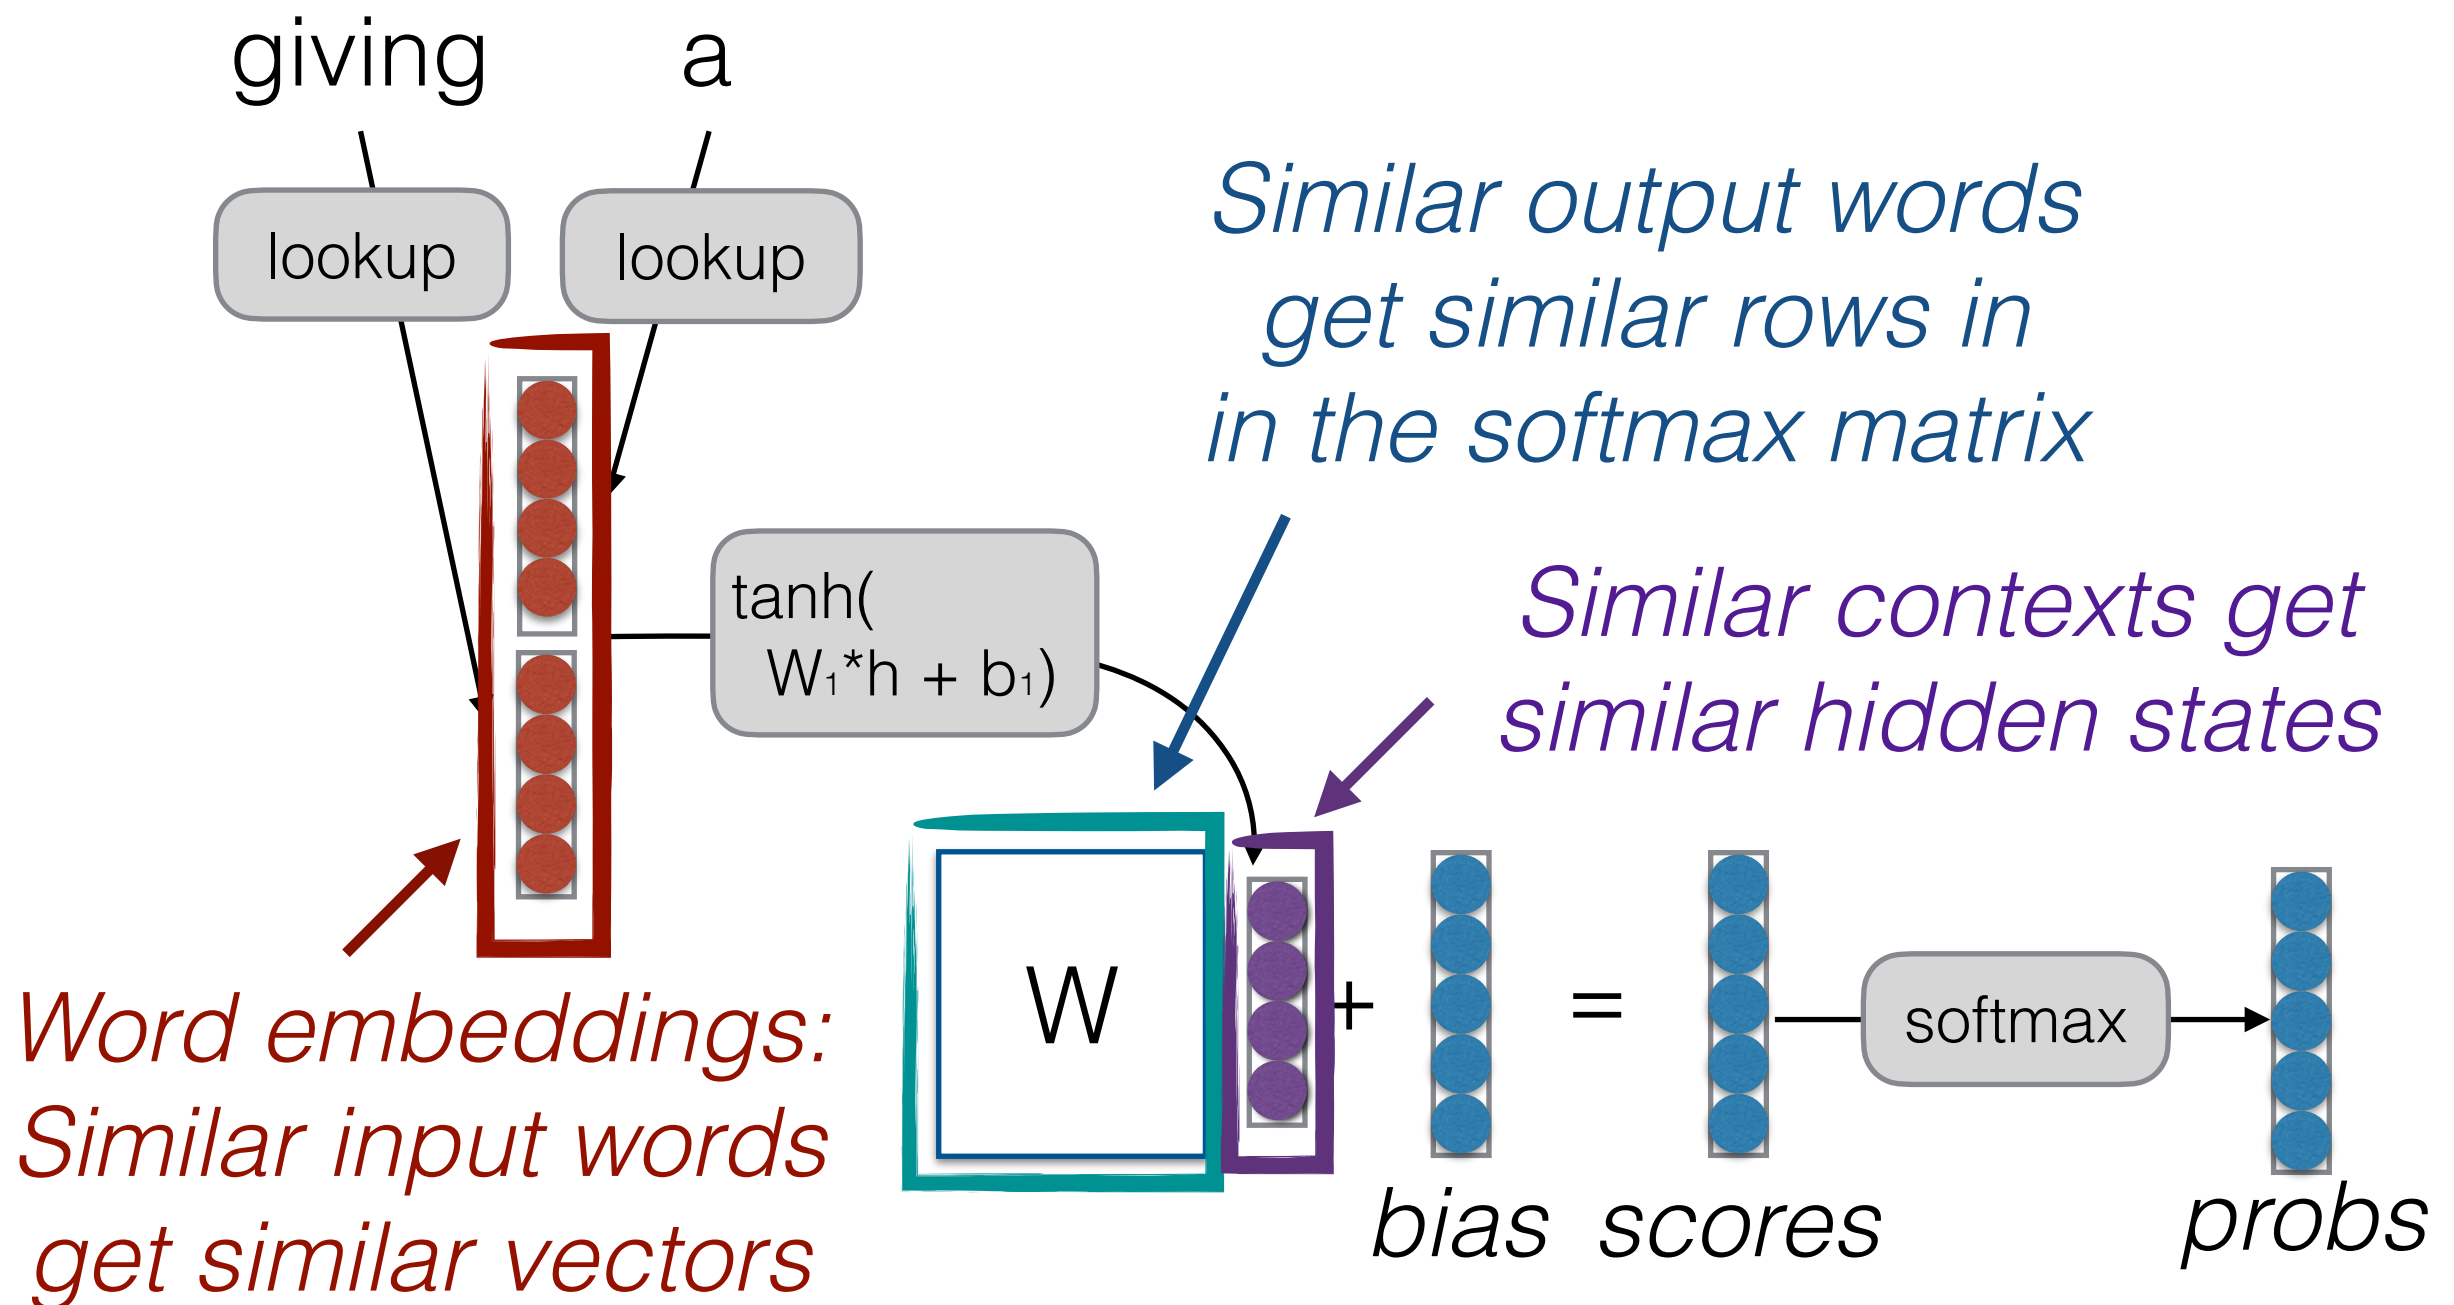 giving a
lookup lookup
Similar output words
get similar rows in
in the softmax matrix
tanh(
W₁*h + b₁)
Similar contexts get
similar hidden states
W + = softmax
Word embeddings:
Similar input words
get similar vectors
bias scores probs